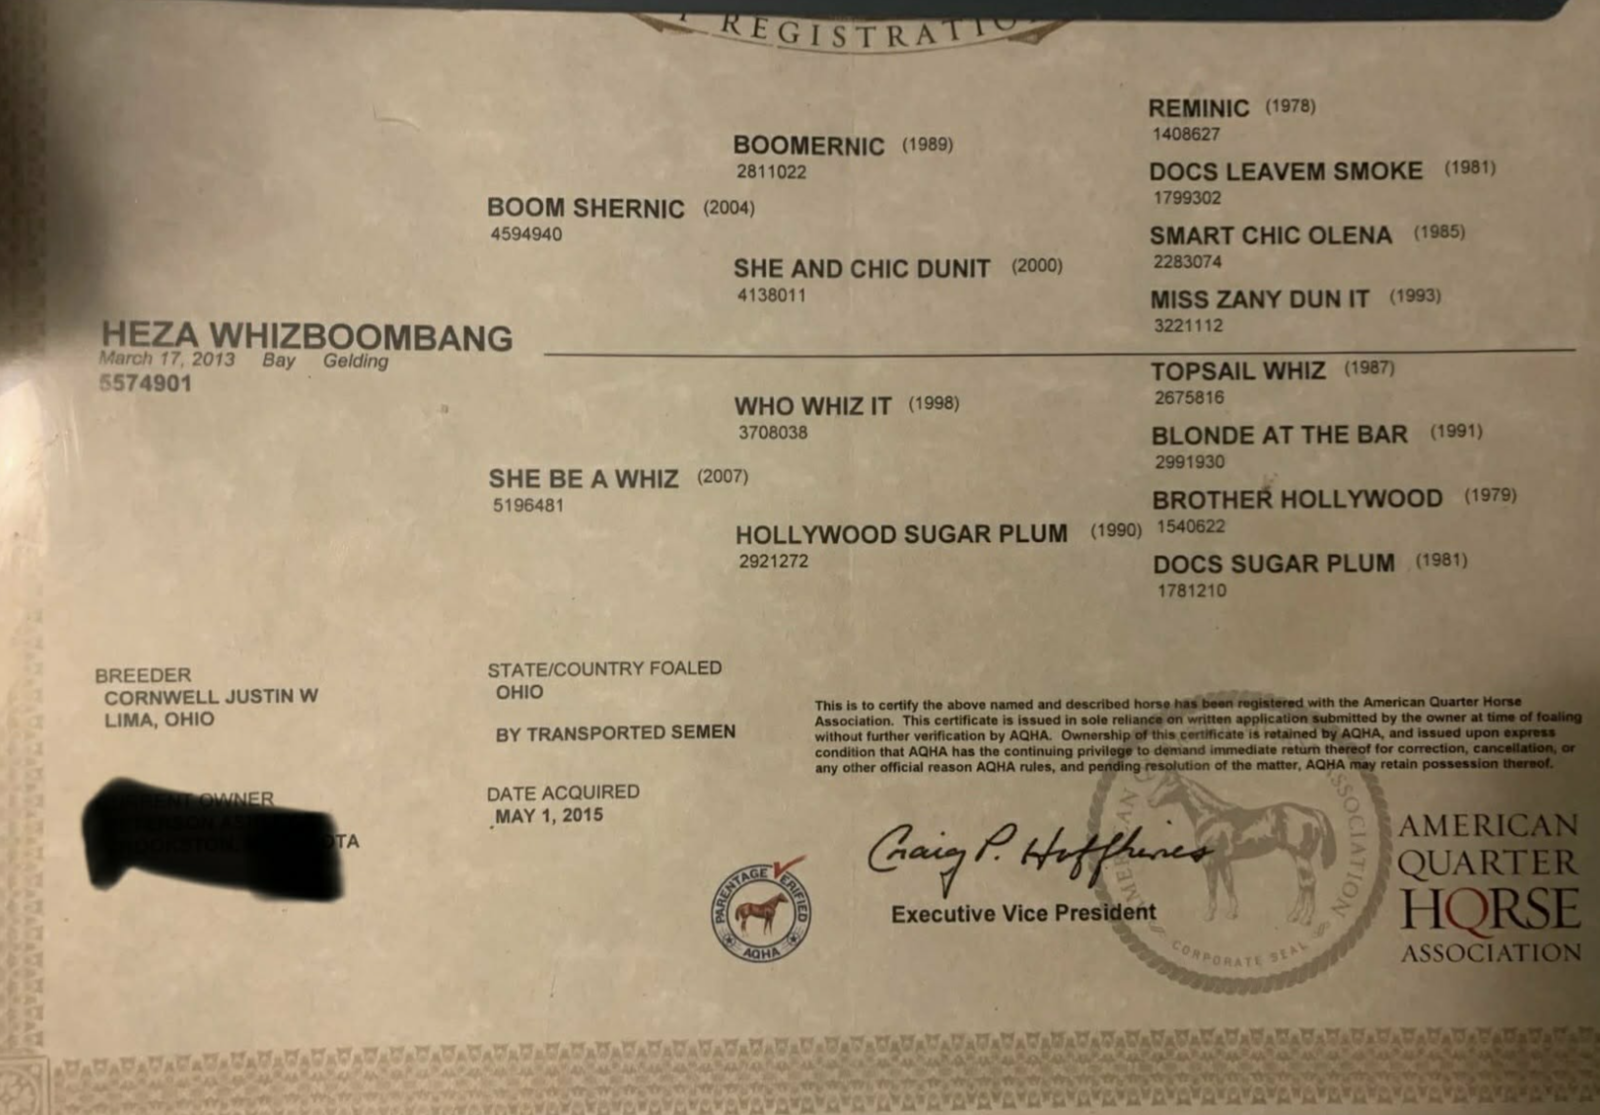 REGISTRATIO
REMINIC (1978)
1408627
BOOMERNIC (1989)
2811022
DOCS LEAVEM SMOKE (1981)
1799302
BOOM SHERNIC (2004)
4594940
SMART CHIC OLENA (1985)
2283074
SHE AND CHIC DUNIT (2000)
4138011
MISS ZANY DUN IT (1993)
3221112
HEZA WHIZBOOMBANG
March 17, 2013 Bay Gelding
5574901
TOPSAIL WHIZ (1987)
2675816
WHO WHIZ IT (1998)
3708038
BLONDE AT THE BAR (1991)
2991930
SHE BE A WHIZ (2007)
5196481
BROTHER HOLLYWOOD (1979)
1540622
HOLLYWOOD SUGAR PLUM (1990)
2921272
DOCS SUGAR PLUM (1981)
1781210
BREEDER
CORNWELL JUSTIN W
LIMA, OHIO
STATE/COUNTRY FOALED
OHIO
BY TRANSPORTED SEMEN
DATE ACQUIRED
MAY 1, 2015
OWNER
This is to certify the above named and described horse has been registered with the American Quarter Horse
Association. This certificate is issued in sole reliance on written application submitted by the owner at time of foaling
without further verification by AQHA. Ownership of this certificate is retained by AQHA, and issued upon express
condition that AQHA has the continuing privilege to demand immediate return thereof for correction, cancellation, or
any other official reason AQHA rules, and pending resolution of the matter, AQHA may retain possession thereof.
PARENTAGE VERIFIED
AQHA
Craig P. Huffhines
Executive Vice President
CORPORATE SEAL
AMERICAN
QUARTER
HORSE
ASSOCIATION